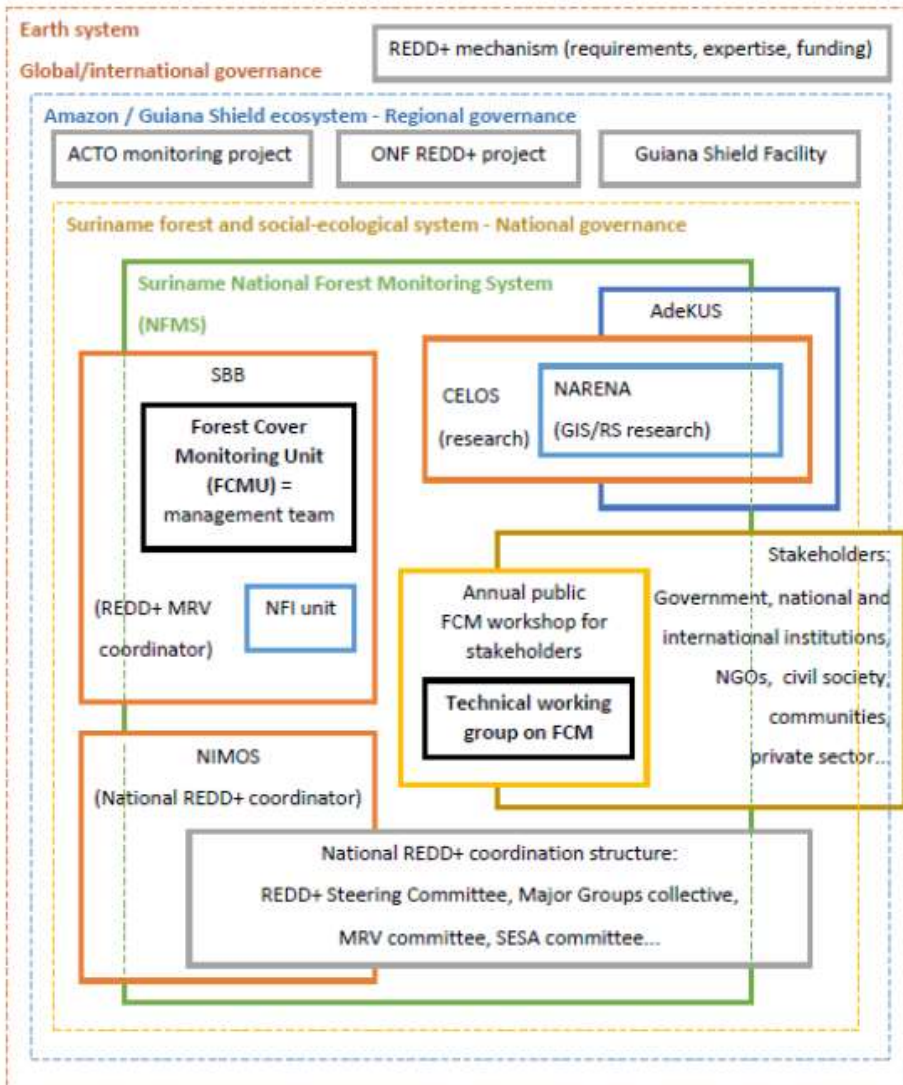 Earth system
Global/international governance
REDD+ mechanism (requirements, expertise, funding)
Amazon / Guiana Shield ecosystem - Regional governance
ACTO monitoring project
ONF REDD+ project
Guiana Shield Facility
Suriname forest and social-ecological system - National governance
Suriname National Forest Monitoring System
(NFMS)
AdeKUS
SBB
Forest Cover
Monitoring Unit
(FCMU) =
management team
(REDD+ MRV
coordinator)
NFI unit
CELOS
(research)
NARENA
(GIS/RS research)
Annual public
FCM workshop for
stakeholders
Technical working
group on FCM
Stakeholders:
Government, national and
international institutions,
NGOs, civil society,
communities,
private sector...
NIMOS
(National REDD+ coordinator)
National REDD+ coordination structure:
REDD+ Steering Committee, Major Groups collective,
MRV committee, SESA committee...